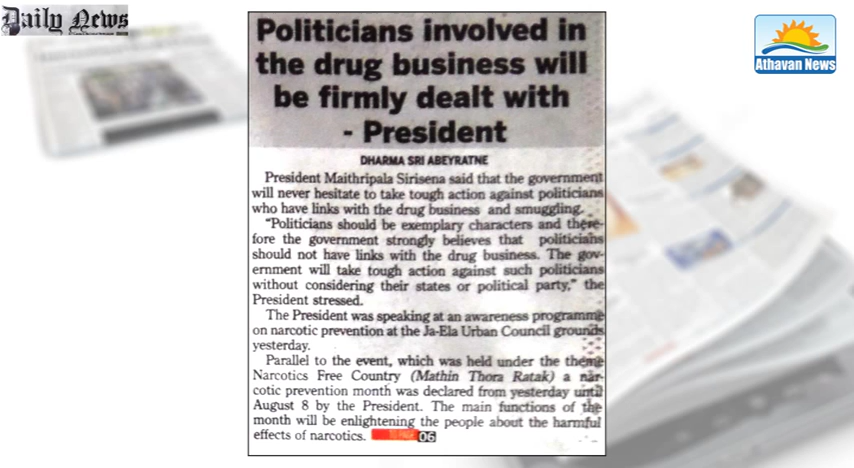 Daily News
Athavan News
Politicians involved in
the drug business will
be firmly dealt with
- President
DHARMA SRI ABEYRATNE
President Maithripala Sirisena said that the government
will never hesitate to take tough action against politicians
who have links with the drug business and smuggling.
"Politicians should be exemplary characters and there-
fore the government strongly believes that politicians
should not have links with the drug business. The gov-
ernment will take tough action against such politicians
without considering their states or political party," the
President stressed.
The President was speaking at an awareness programme
on narcotic prevention at the Ja-Ela Urban Council grounds
yesterday.
Parallel to the event, which was held under the theme
Narcotics Free Country (Mathin Thora Ratak) a nar-
cotic prevention month was declared from yesterday until
August 8 by the President. The main functions of the
month will be enlightening the people about the harmful
effects of narcotics. 06